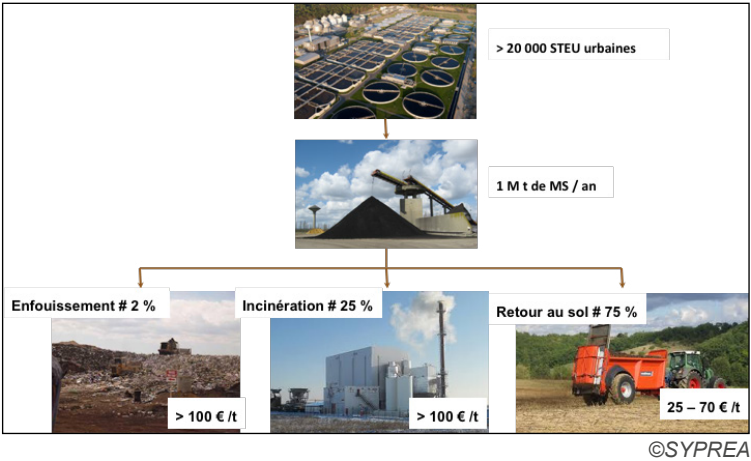 > 20 000 STEU urbaines
1 M t de MS / an
Enfouissement # 2 %
Incinération # 25 %
Retour au sol # 75 %
> 100 € /t
> 100 € /t
25 – 70 € /t
©SYPREA